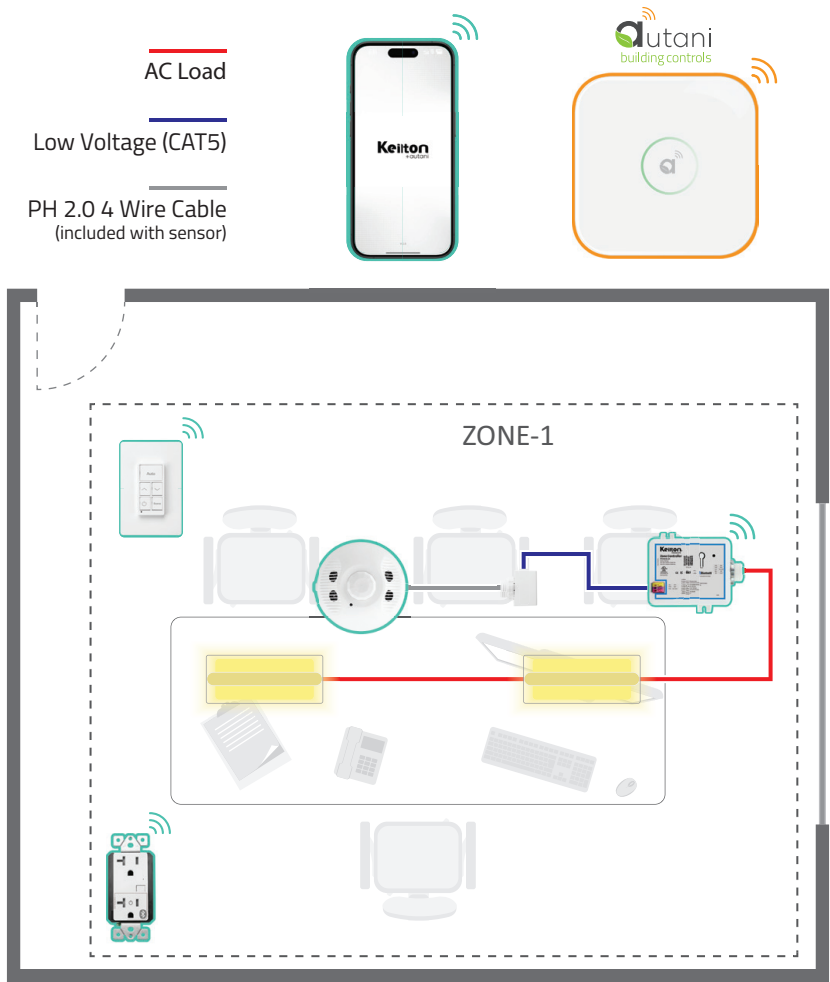 autani
building controls
AC Load
Low Voltage (CAT5)
PH 2.0 4 Wire Cable
(included with sensor)
Keilton
+autani
a
ZONE-1
Keilton